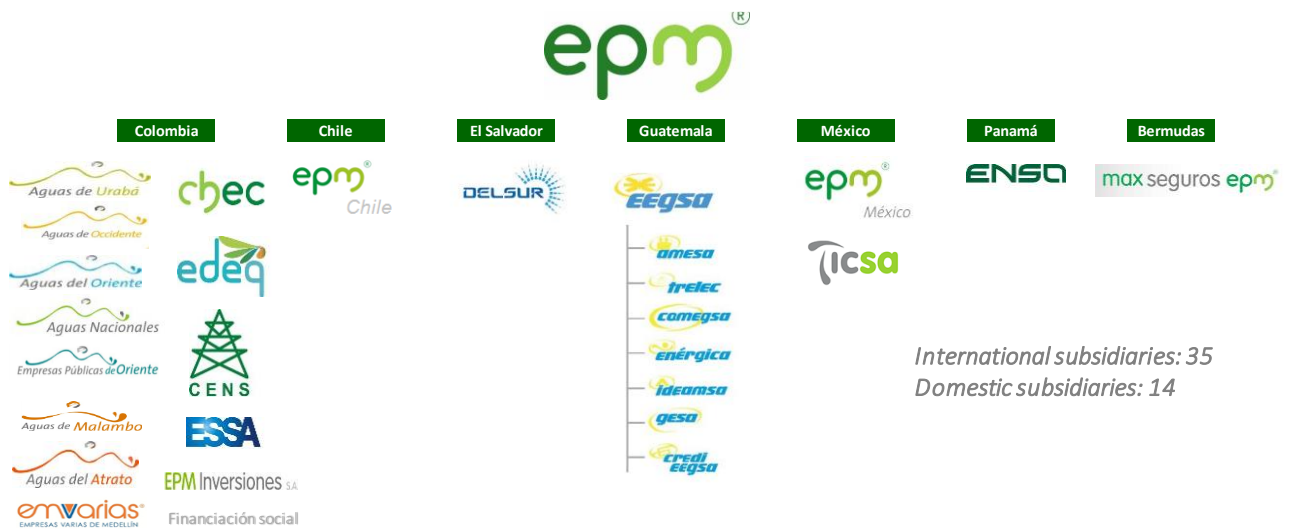 epm®
Colombia
Chile
El Salvador
Guatemala
México
Panamá
Bermudas
Aguas de Urabá
Aguas de Occidente
Aguas del Oriente
Aguas Nacionales
Empresas Públicas de Oriente
Aguas de Malambo
Aguas del Atrato
emvarias®
EMPRESAS VARIAS DE MEDELLÍN
chec
edeq
CENS
ESSA
EPM Inversiones S.A.
Financiación social
epm®
Chile
DELSUR
EEGSA
amesa
trelec
comegsa
enérgica
ideamsa
gesa
credi
eegsa
epm®
México
Ticsa
ENSA
max seguros epm®
International subsidiaries: 35
Domestic subsidiaries: 14